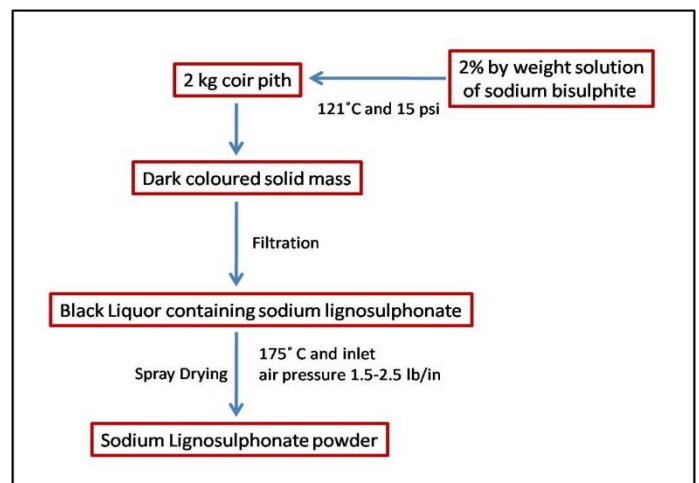 2 kg coir pith
2% by weight solution
of sodium bisulphite
121˚C and 15 psi
Dark coloured solid mass
Filtration
Black Liquor containing sodium lignosulphonate
Spray Drying
175˚ C and inlet
air pressure 1.5-2.5 lb/in
Sodium Lignosulphonate powder